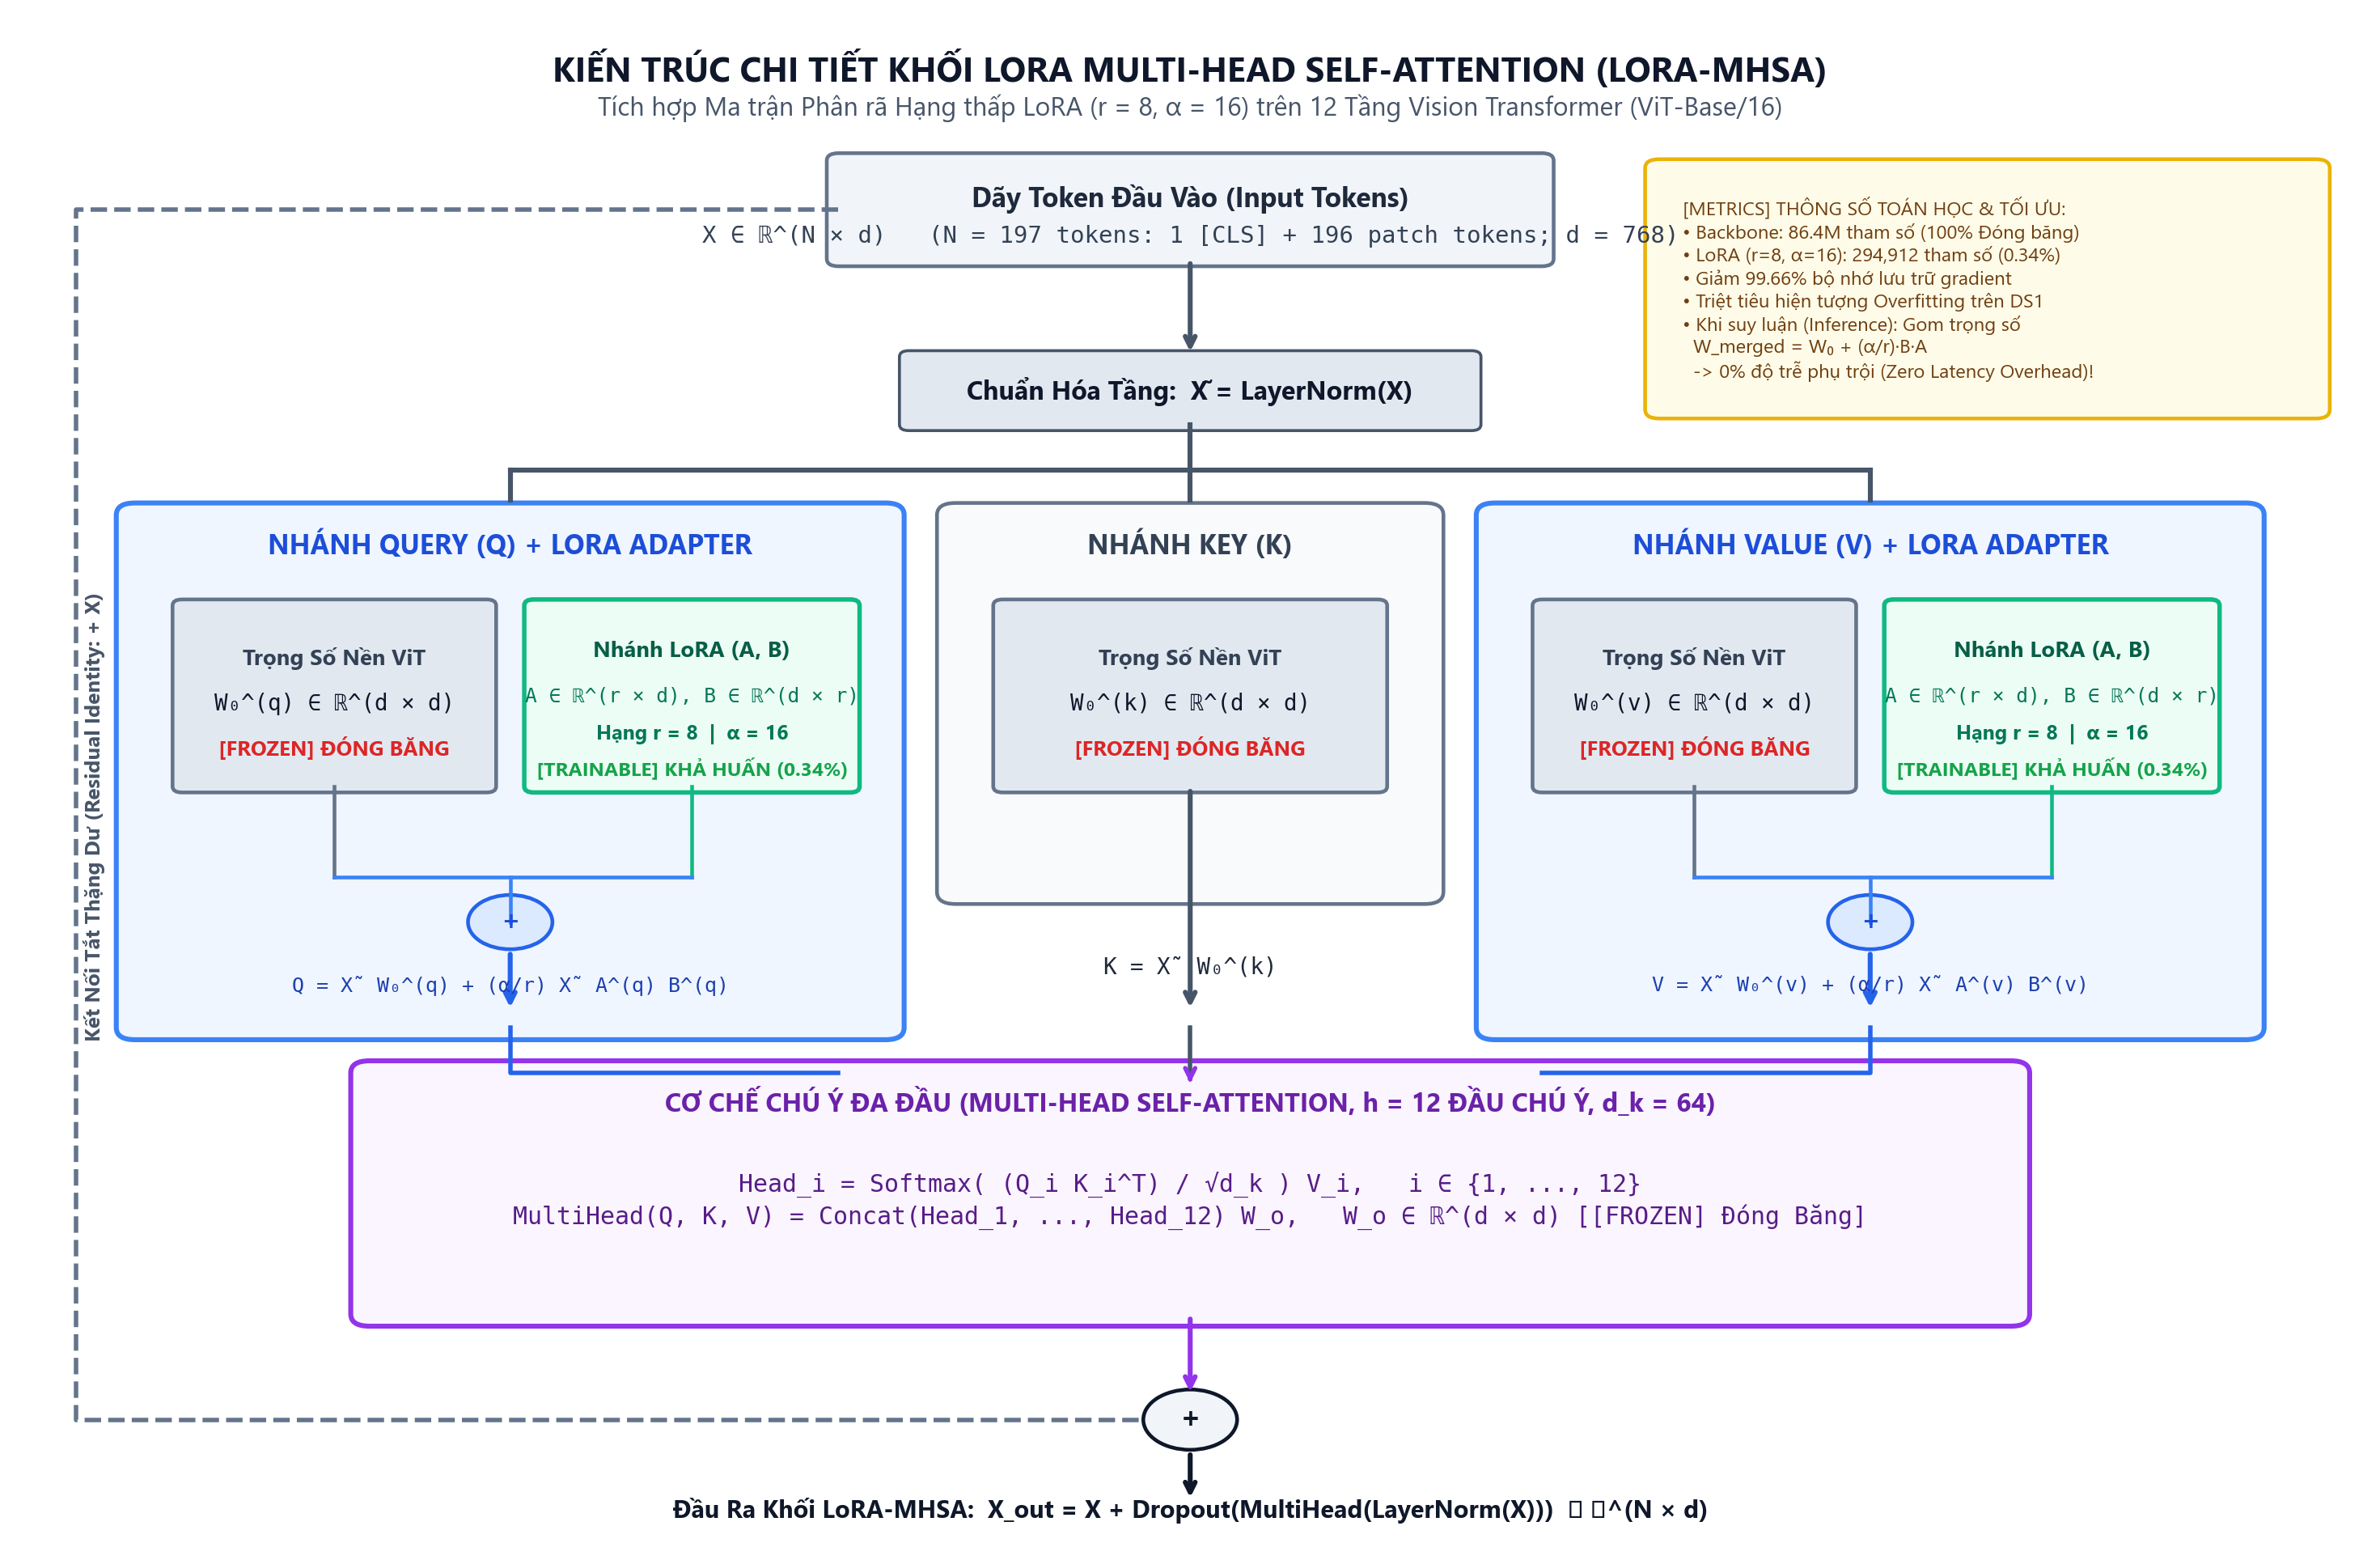 KIẾN TRÚC CHI TIẾT KHỐI LORA MULTI-HEAD SELF-ATTENTION (LORA-MHSA)
Tích hợp Ma trận Phân rã Hạng thấp LoRA (r = 8, α = 16) trên 12 Tầng Vision Transformer (ViT-Base/16)
Dãy Token Đầu Vào (Input Tokens)
X ∈ ℝ^(N × d)   (N = 197 tokens: 1 [CLS] + 196 patch tokens; d = 768)
[METRICS] THÔNG SỐ TOÁN HỌC & TỐI ƯU:
• Backbone: 86.4M tham số (100% Đóng băng)
• LoRA (r=8, α=16): 294,912 tham số (0.34%)
• Giảm 99.66% bộ nhớ lưu trữ gradient
• Triệt tiêu hiện tượng Overfitting trên DS1
• Khi suy luận (Inference): Gom trọng số
W_merged = W₀ + (α/r)·B·A
-> 0% độ trễ phụ trội (Zero Latency Overhead)!
Chuẩn Hóa Tầng:  X̃ = LayerNorm(X)
Kết Nối Tắt Thặng Dư (Residual Identity: + X)
NHÁNH QUERY (Q) + LORA ADAPTER
Trọng Số Nền ViT
W₀^(q) ∈ ℝ^(d × d)
[FROZEN] ĐÓNG BĂNG
Nhánh LoRA (A, B)
A ∈ ℝ^(r × d), B ∈ ℝ^(d × r)
Hạng r = 8 | α = 16
[TRAINABLE] KHẢ HUẤN (0.34%)
+
Q = X̃ W₀^(q) + (α/r) X̃ A^(q) B^(q)
NHÁNH KEY (K)
Trọng Số Nền ViT
W₀^(k) ∈ ℝ^(d × d)
[FROZEN] ĐÓNG BĂNG
K = X̃ W₀^(k)
NHÁNH VALUE (V) + LORA ADAPTER
Trọng Số Nền ViT
W₀^(v) ∈ ℝ^(d × d)
[FROZEN] ĐÓNG BĂNG
Nhánh LoRA (A, B)
A ∈ ℝ^(r × d), B ∈ ℝ^(d × r)
Hạng r = 8 | α = 16
[TRAINABLE] KHẢ HUẤN (0.34%)
+
V = X̃ W₀^(v) + (α/r) X̃ A^(v) B^(v)
CƠ CHẾ CHÚ Ý ĐA ĐẦU (MULTI-HEAD SELF-ATTENTION, h = 12 ĐẦU CHÚ Ý, d_k = 64)
Head_i = Softmax( (Q_i K_i^T) / √d_k ) V_i,   i ∈ {1, ..., 12}
MultiHead(Q, K, V) = Concat(Head_1, ..., Head_12) W_o,   W_o ∈ ℝ^(d × d) [[FROZEN] Đóng Băng]
+
Đầu Ra Khối LoRA-MHSA:  X_out = X + Dropout(MultiHead(LayerNorm(X)))  ▯ ▯^(N × d)